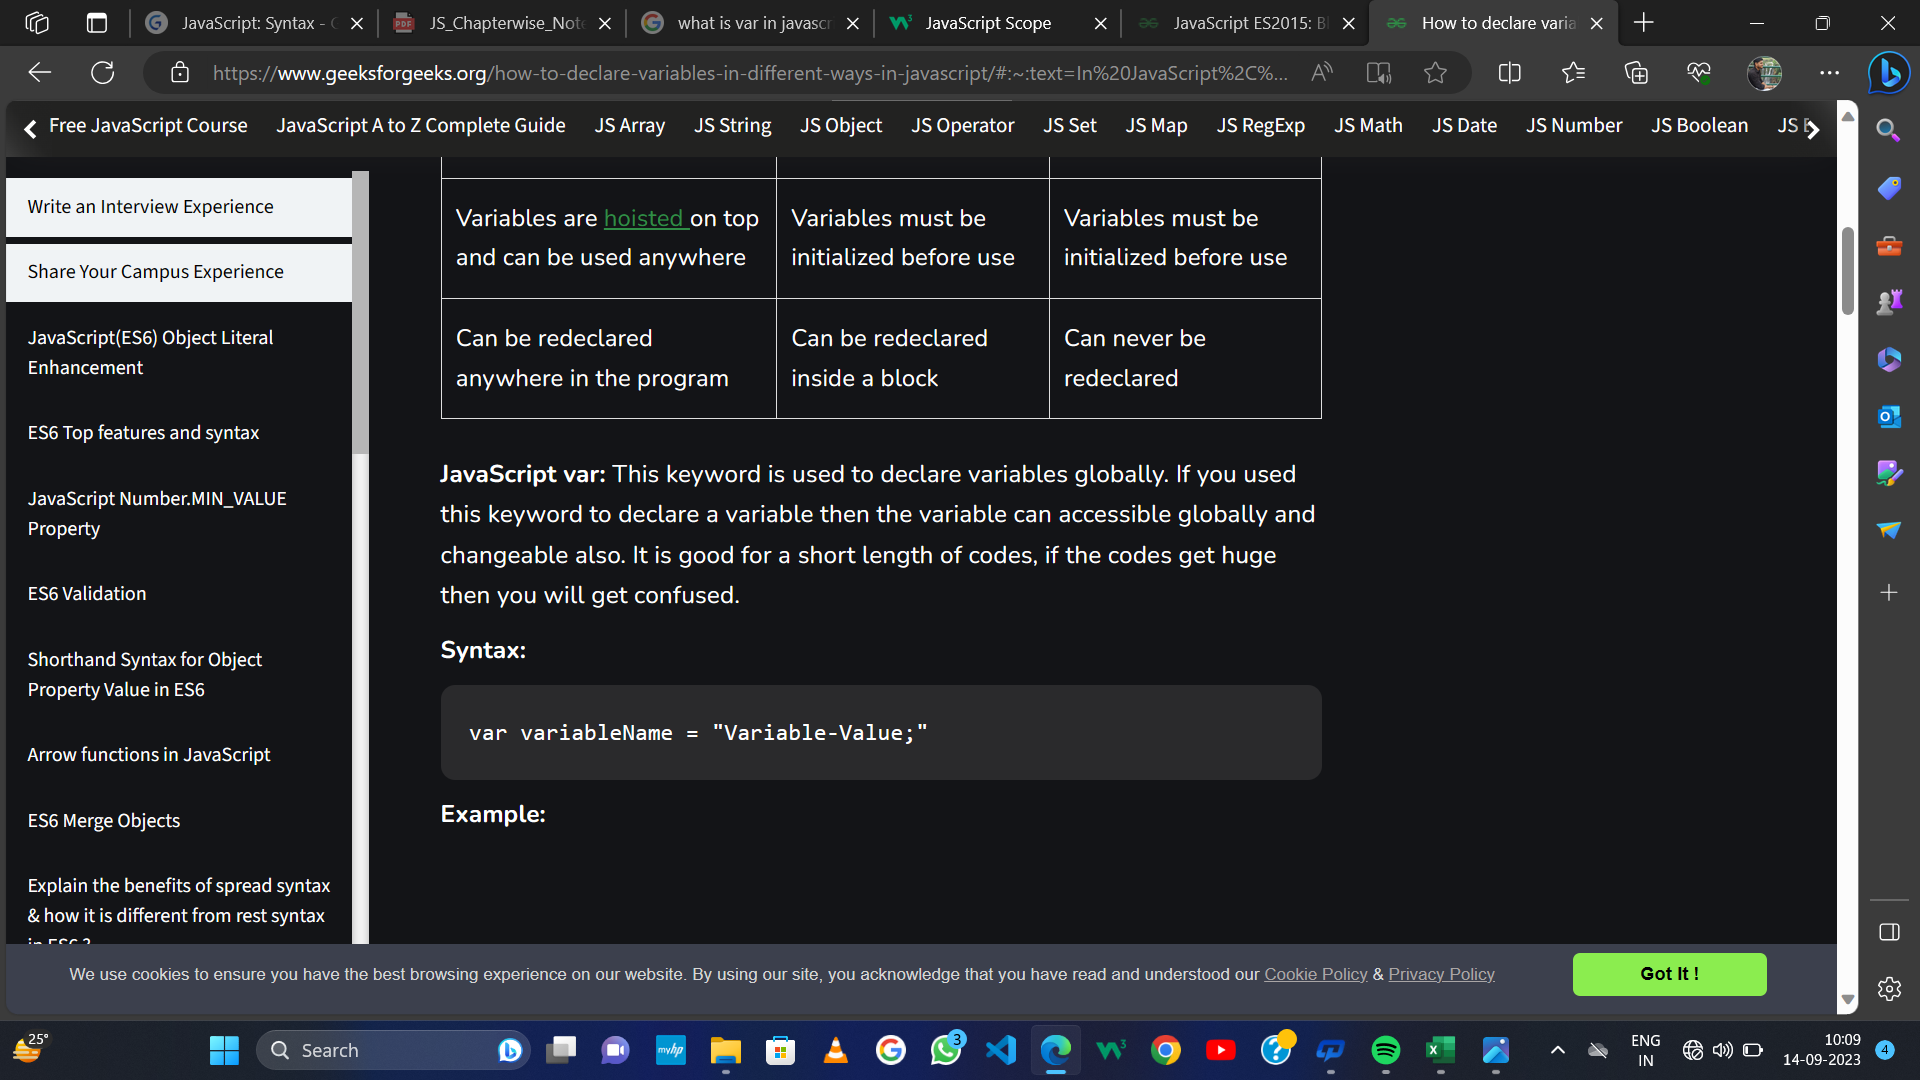 JavaScript: Syntax -
JS_Chapterwise_Note
what is var in javascr
JavaScript Scope
JavaScript ES2015: Bl
How to declare varia
https://www.geeksforgeeks.org/how-to-declare-variables-in-different-ways-in-javascript/#:~:text=In%20JavaScript%2C%...
Free JavaScript Course JavaScript A to Z Complete Guide JS Array JS String JS Object JS Operator JS Set JS Map JS RegExp JS Math JS Date JS Number JS Boolean JS
Write an Interview Experience
Share Your Campus Experience
JavaScript(ES6) Object Literal
Enhancement
ES6 Top features and syntax
JavaScript Number.MIN_VALUE
Property
ES6 Validation
Shorthand Syntax for Object
Property Value in ES6
Arrow functions in JavaScript
ES6 Merge Objects
Explain the benefits of spread syntax
& how it is different from rest syntax
in ES6 ?
Variables are hoisted on top
and can be used anywhere
Variables must be
initialized before use
Variables must be
initialized before use
Can be redeclared
anywhere in the program
Can be redeclared
inside a block
Can never be
redeclared
JavaScript var: This keyword is used to declare variables globally. If you used
this keyword to declare a variable then the variable can accessible globally and
changeable also. It is good for a short length of codes, if the codes get huge
then you will get confused.
Syntax:
var variableName = "Variable-Value;"
Example:
We use cookies to ensure you have the best browsing experience on our website. By using our site, you acknowledge that you have read and understood our Cookie Policy & Privacy Policy
Got It !
25°
Search
myhp
3
ENG
IN
10:09
14-09-2023
4